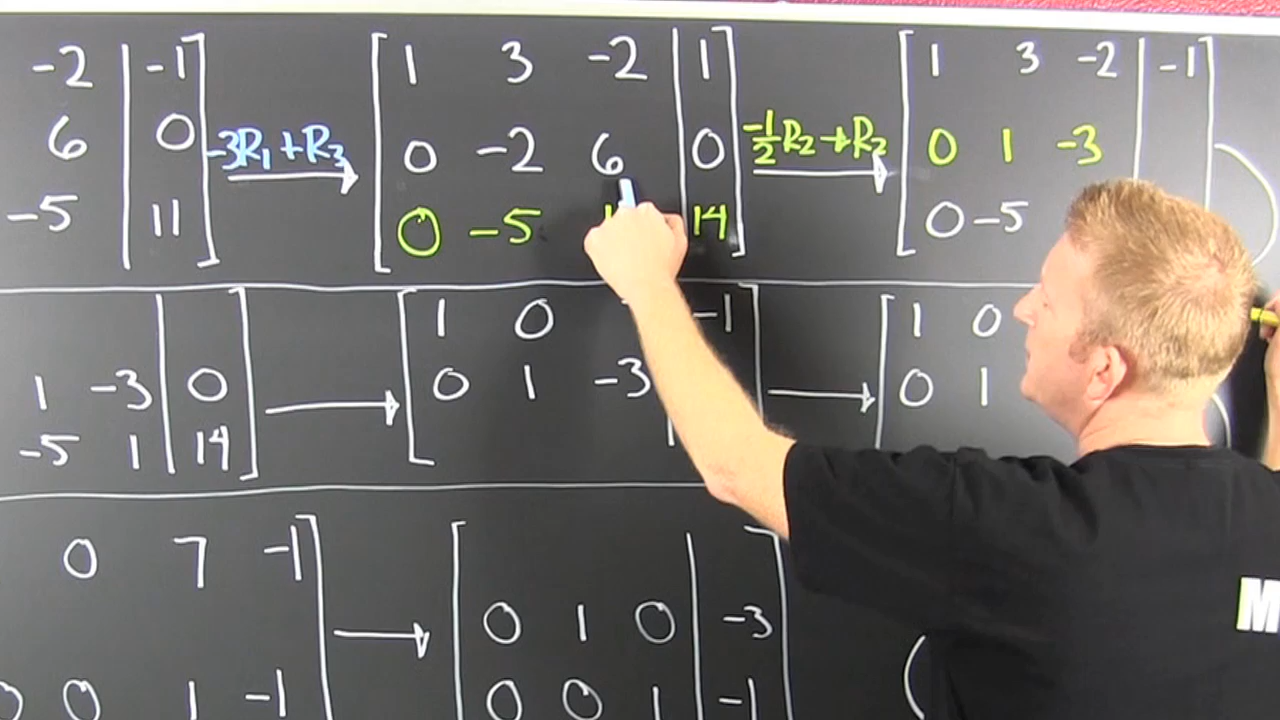 -2 -1 1 3 -2 1 1 3 -2 -1
6 0 -3R1+R3 0 -2 6 0 -1/2 R2→R2 0 1 -3
-5 11 0 -5 14 0 -5
1 0 -1 1 0
1 -3 0 0 1 -3 0 1
-5 1 14
0 7 -1
0 1 0 -3
0 0 1 -1 0 0 1 -1
M